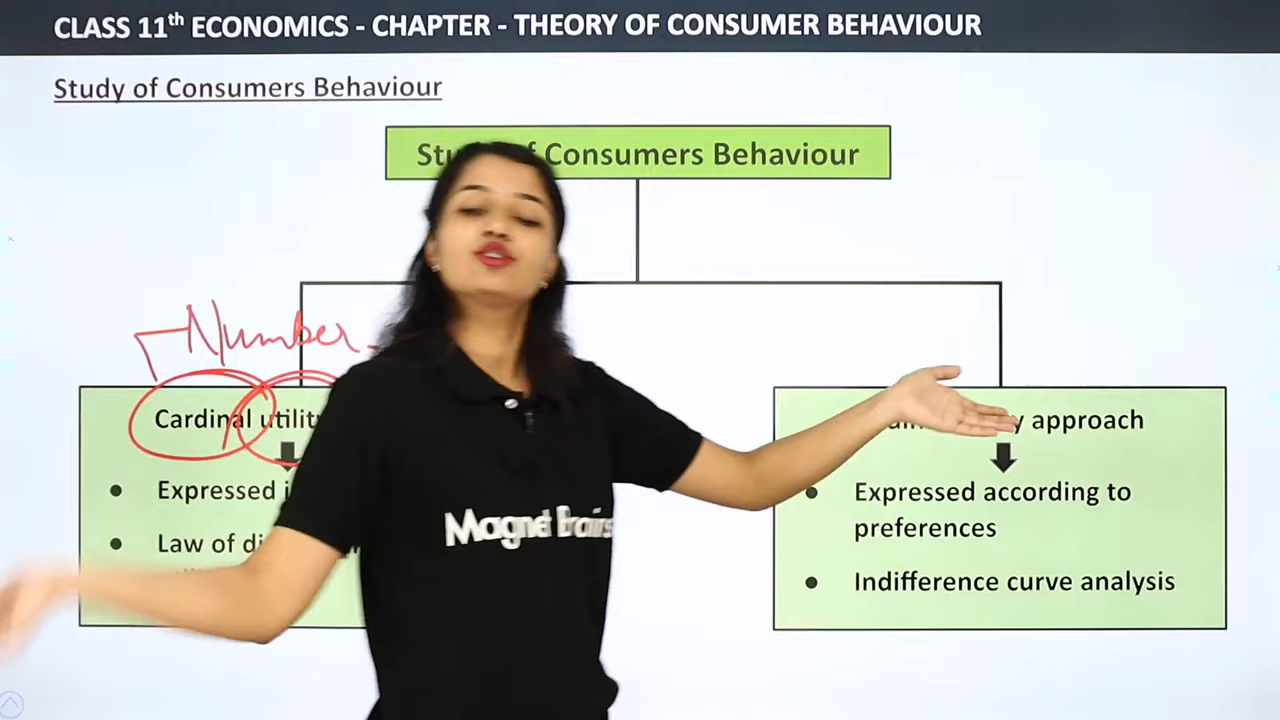 CLASS 11th ECONOMICS - CHAPTER - THEORY OF CONSUMER BEHAVIOUR
Study of Consumers Behaviour
Consumers Behaviour
Number
Cardinal utility
approach
Expressed
Expressed according to
preferences
Law of
Indifference curve analysis
Magnet Brains